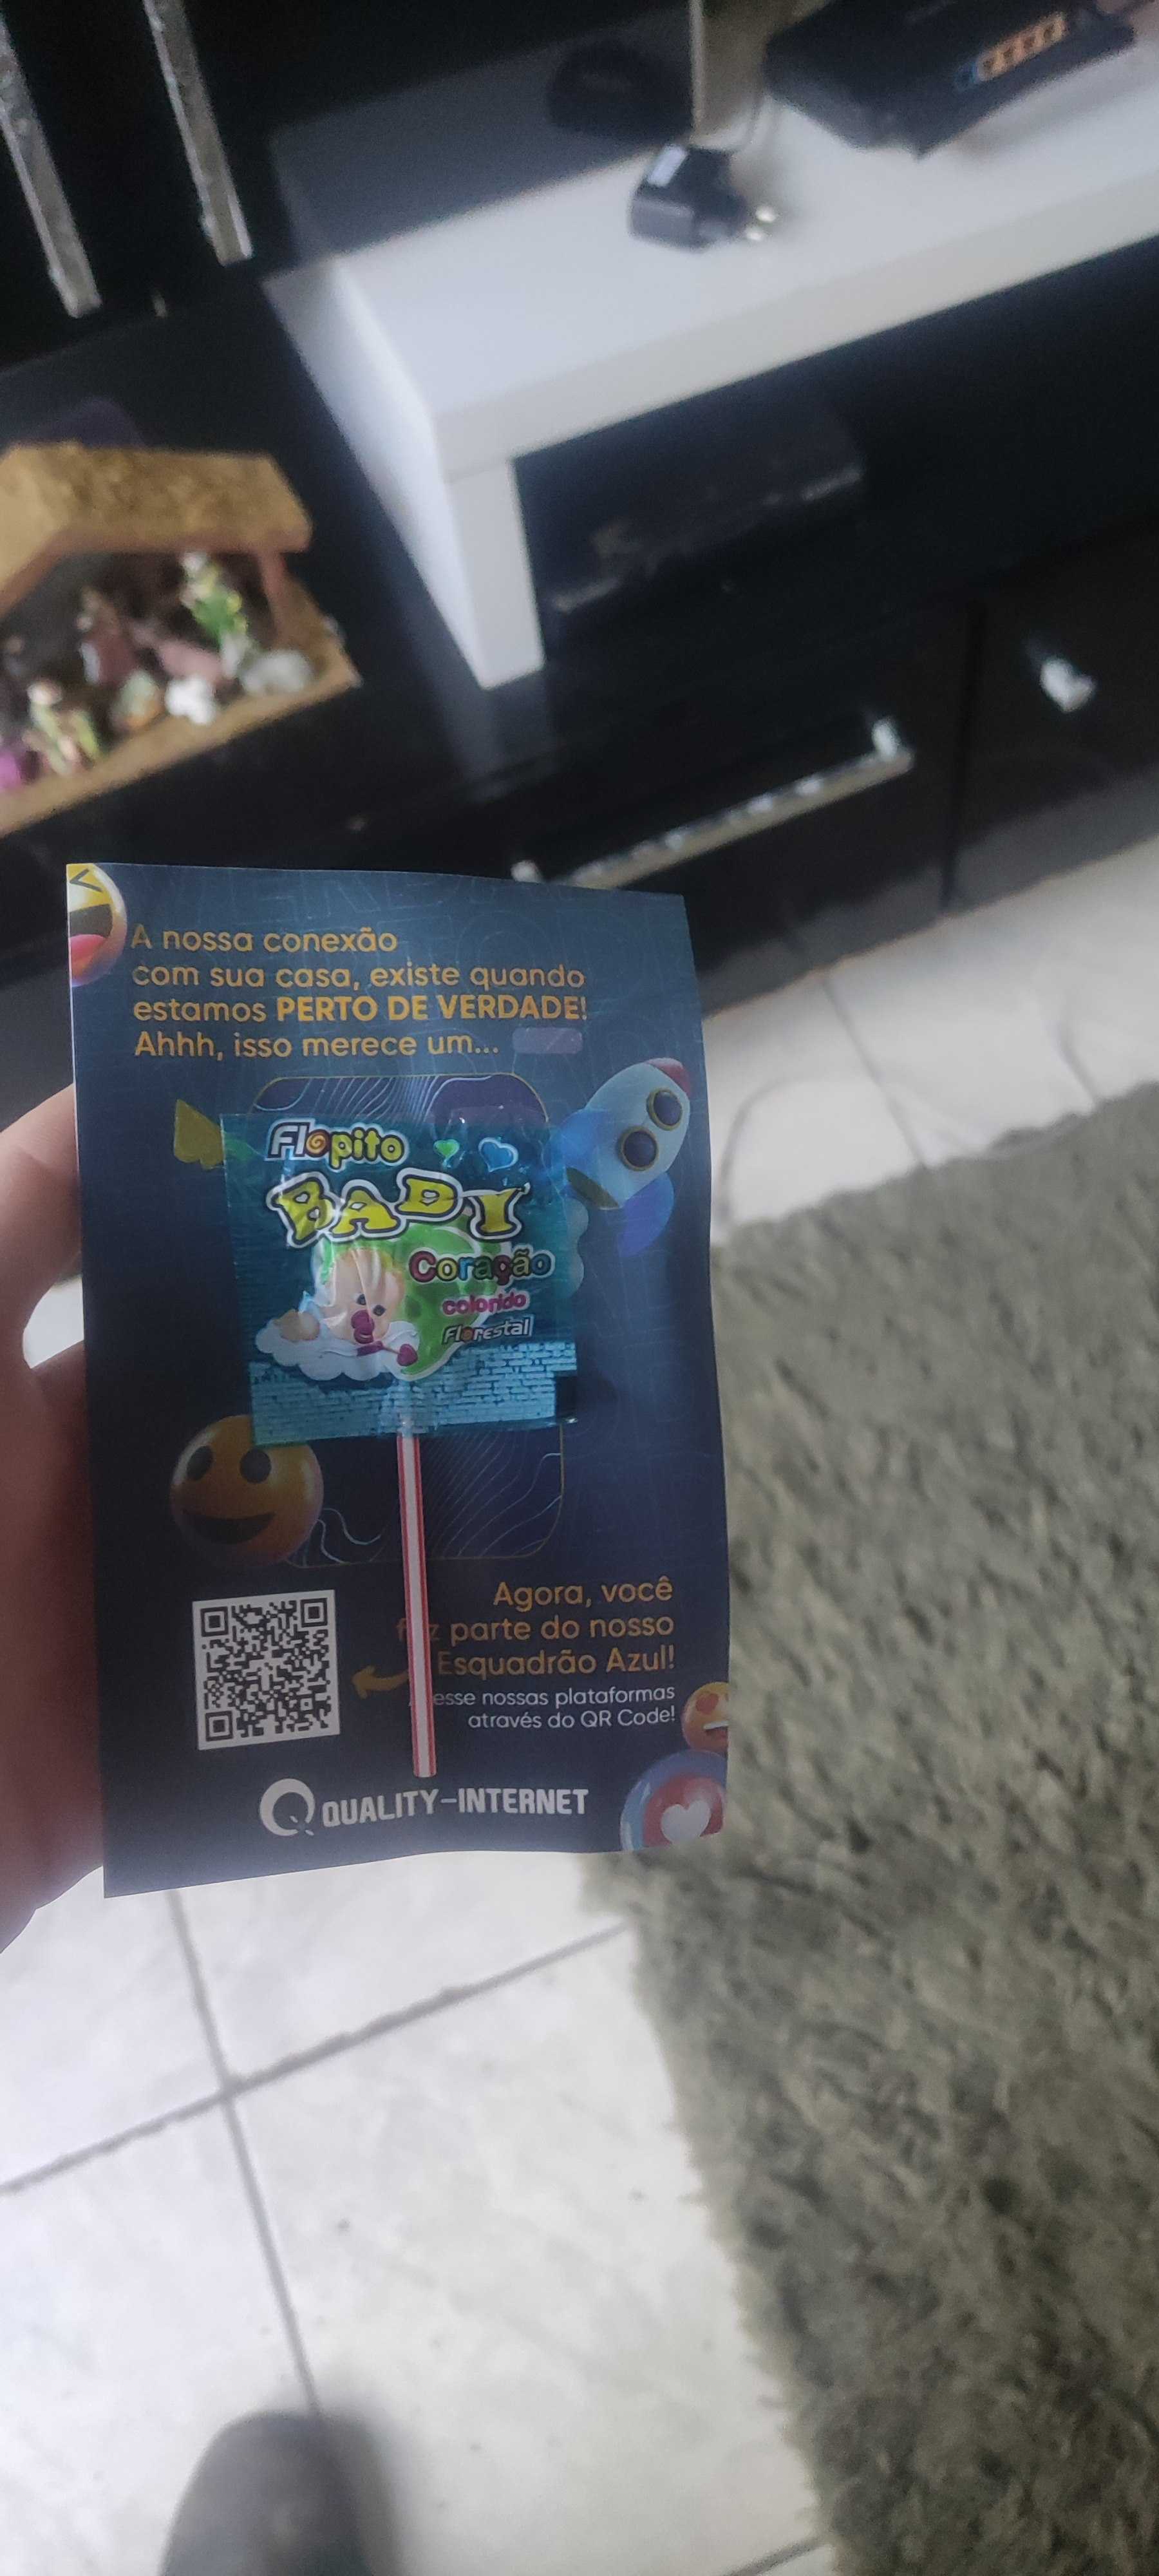 A nossa conexão
com sua casa, existe quando
estamos PERTO DE VERDADE!
Ahhh, isso merece um...
Flopito
BABY
Coração
colorido
Florestal
Agora, você
parte do nosso
Esquadrão Azul!
nossas plataformas
através do QR Code!
QUALITY-INTERNET